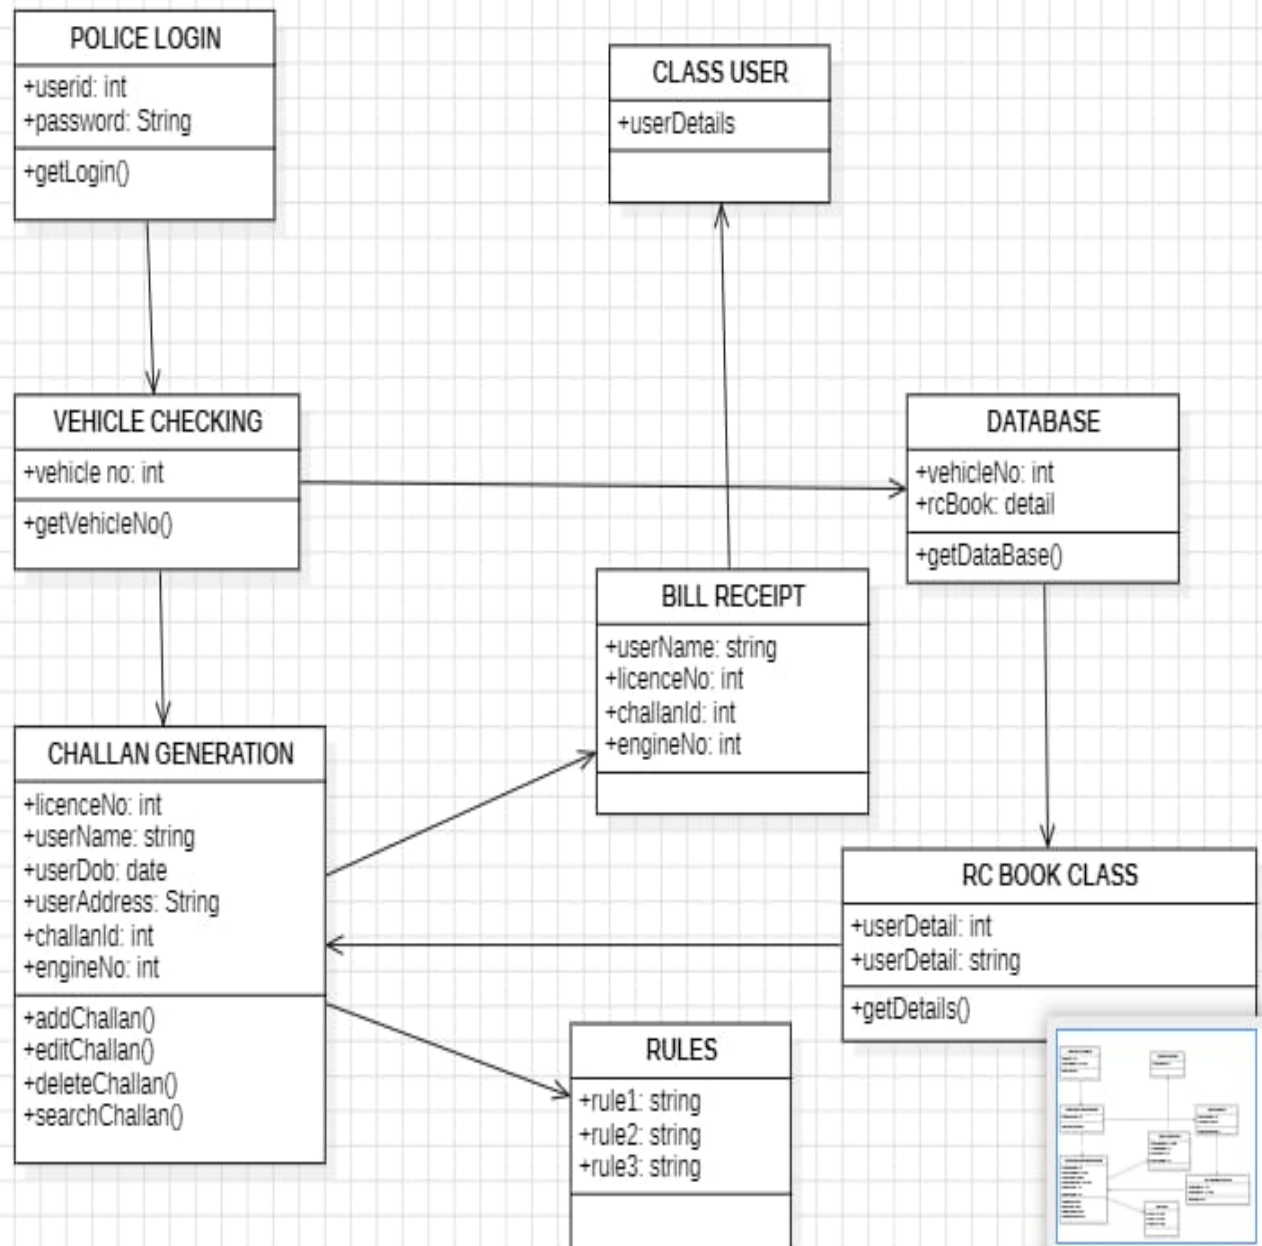 POLICE LOGIN
+userid: int
+password: String
+getLogin()
CLASS USER
+userDetails
VEHICLE CHECKING
+vehicle no: int
+getVehicleNo()
DATABASE
+vehicleNo: int
+rcBook: detail
+getDataBase()
BILL RECEIPT
+userName: string
+licenceNo: int
+challanId: int
+engineNo: int
CHALLAN GENERATION
+licenceNo: int
+userName: string
+userDob: date
+userAddress: String
+challanId: int
+engineNo: int
+addChallan()
+editChallan()
+deleteChallan()
+searchChallan()
RC BOOK CLASS
+userDetail: int
+userDetail: string
+getDetails()
RULES
+rule1: string
+rule2: string
+rule3: string